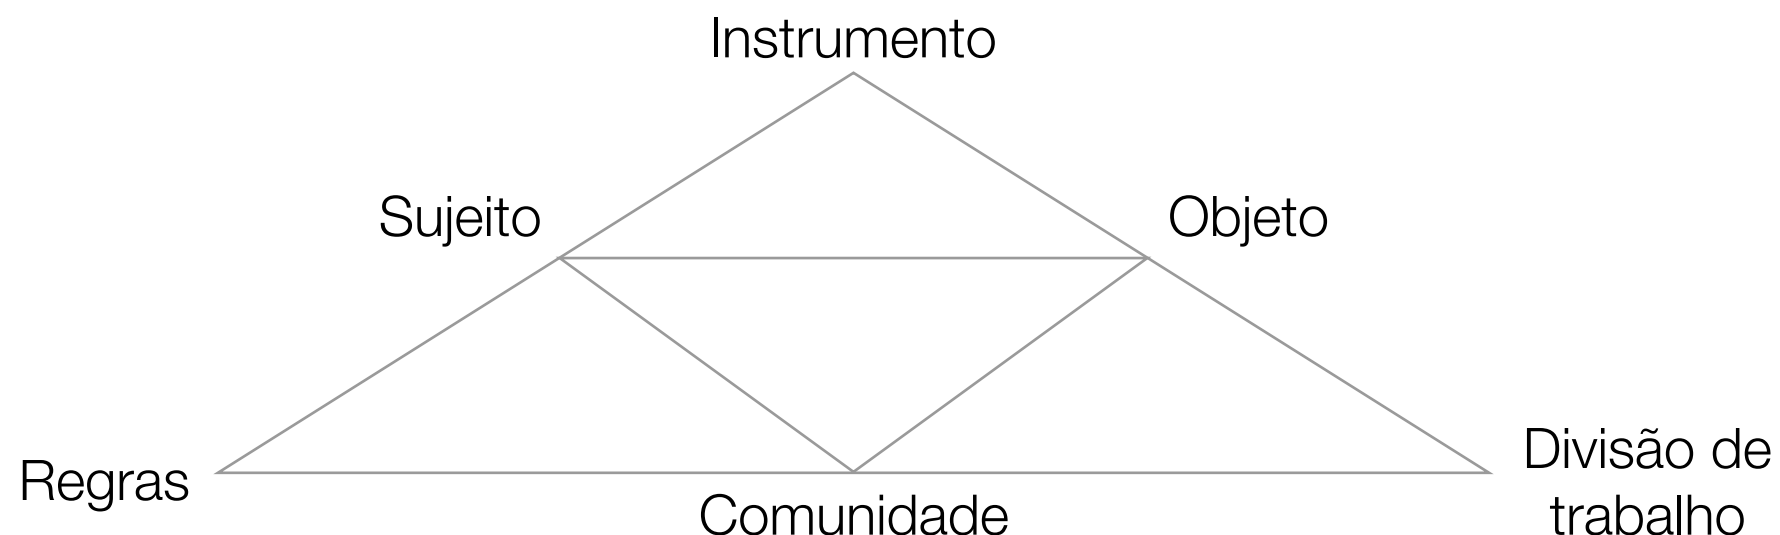 Instrumento
Sujeito
Objeto
Regras
Comunidade
Divisão de
trabalho